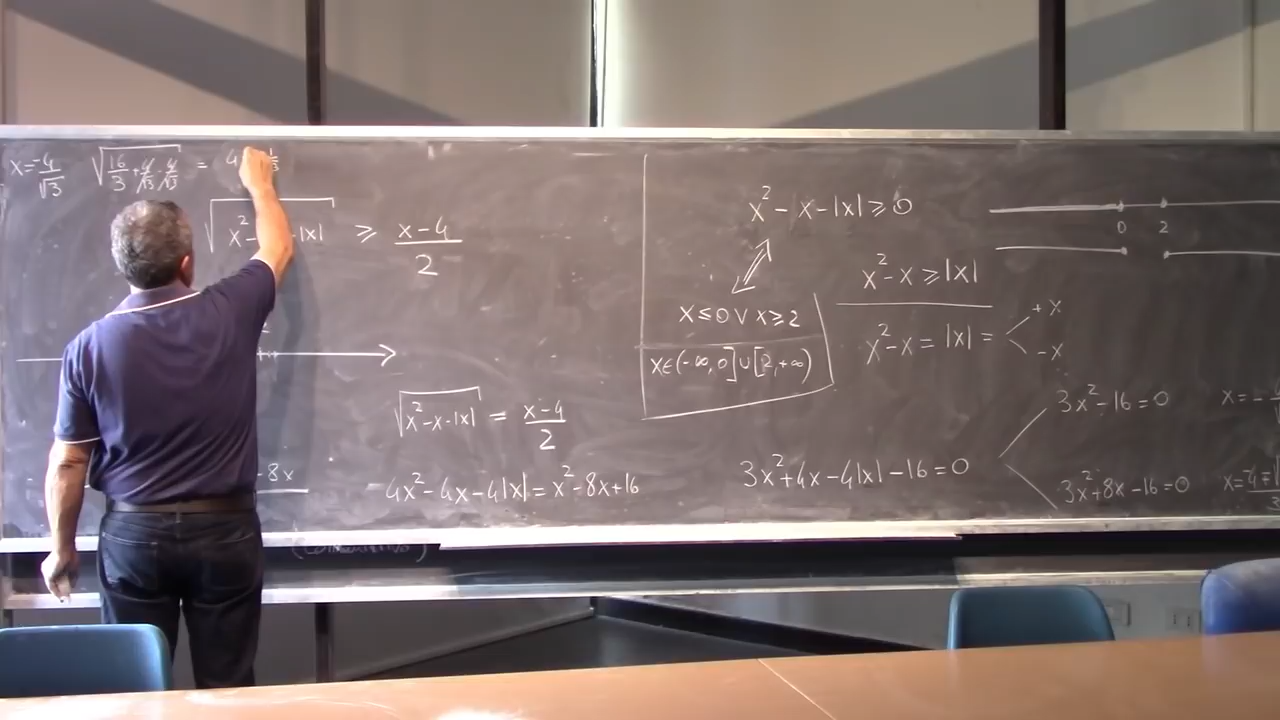 x=-4/√3 √(16/3 + 4/√3 - 4/√3) = 4
√(x² - |x|) ≥ (x-4)/2
- 8x
√(x²-x-|x|) = (x-4)/2
4x²-4x-4|x| = x²-8x+16
x² - x - |x| ≥ 0
x ≤ 0 ∨ x ≥ 2
x∈(-∞,0]∪[2,+∞)
0 2
x²-x ≥ |x|
x²-x = |x| =
+x
-x
3x²+4x-4|x|-16=0
3x²-16=0 x=-
3x²+8x-16=0 x=